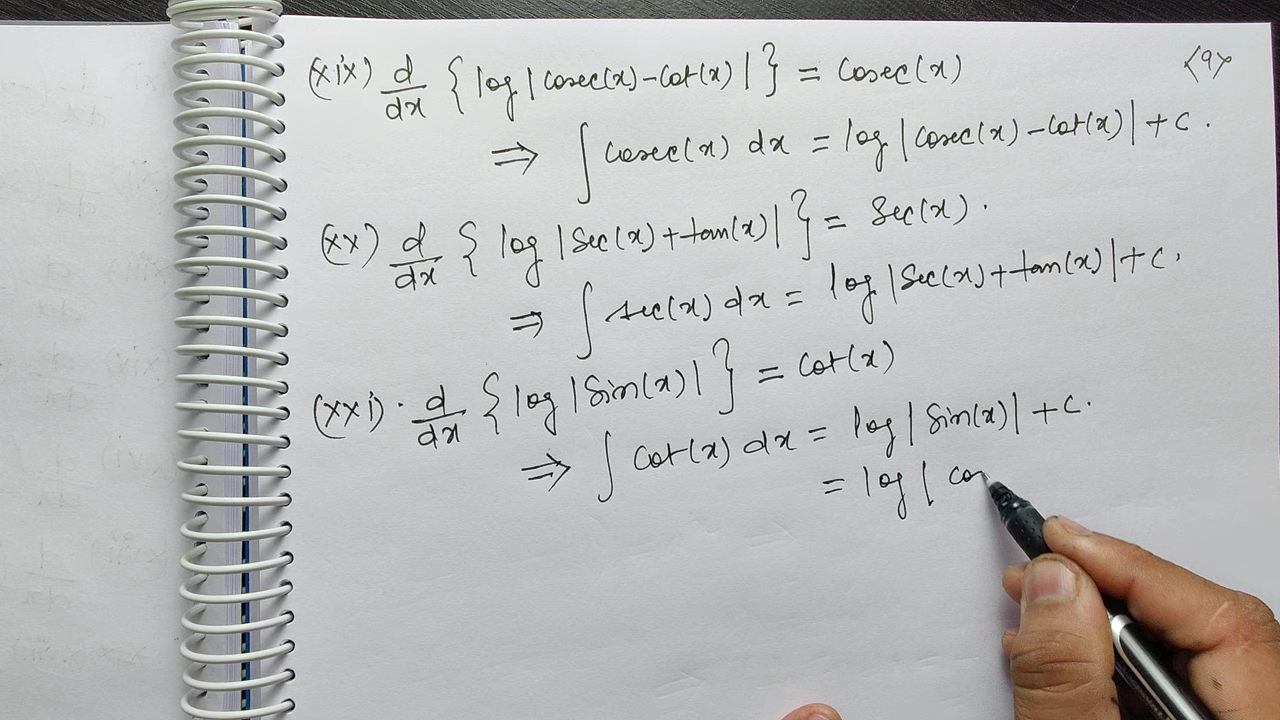 (xix) d/dx { log |cosec(x) - cot(x)| } = cosec(x)
<9>
⇒ ∫ cosec(x) dx = log |cosec(x) - cot(x)| + c.
(xx) d/dx { log |sec(x) + tan(x)| } = sec(x).
⇒ ∫ sec(x) dx = log |sec(x) + tan(x)| + c.
(xxi). d/dx { log |sin(x)| } = cot(x)
⇒ ∫ cot(x) dx = log | sin(x)| + c.
= log | co